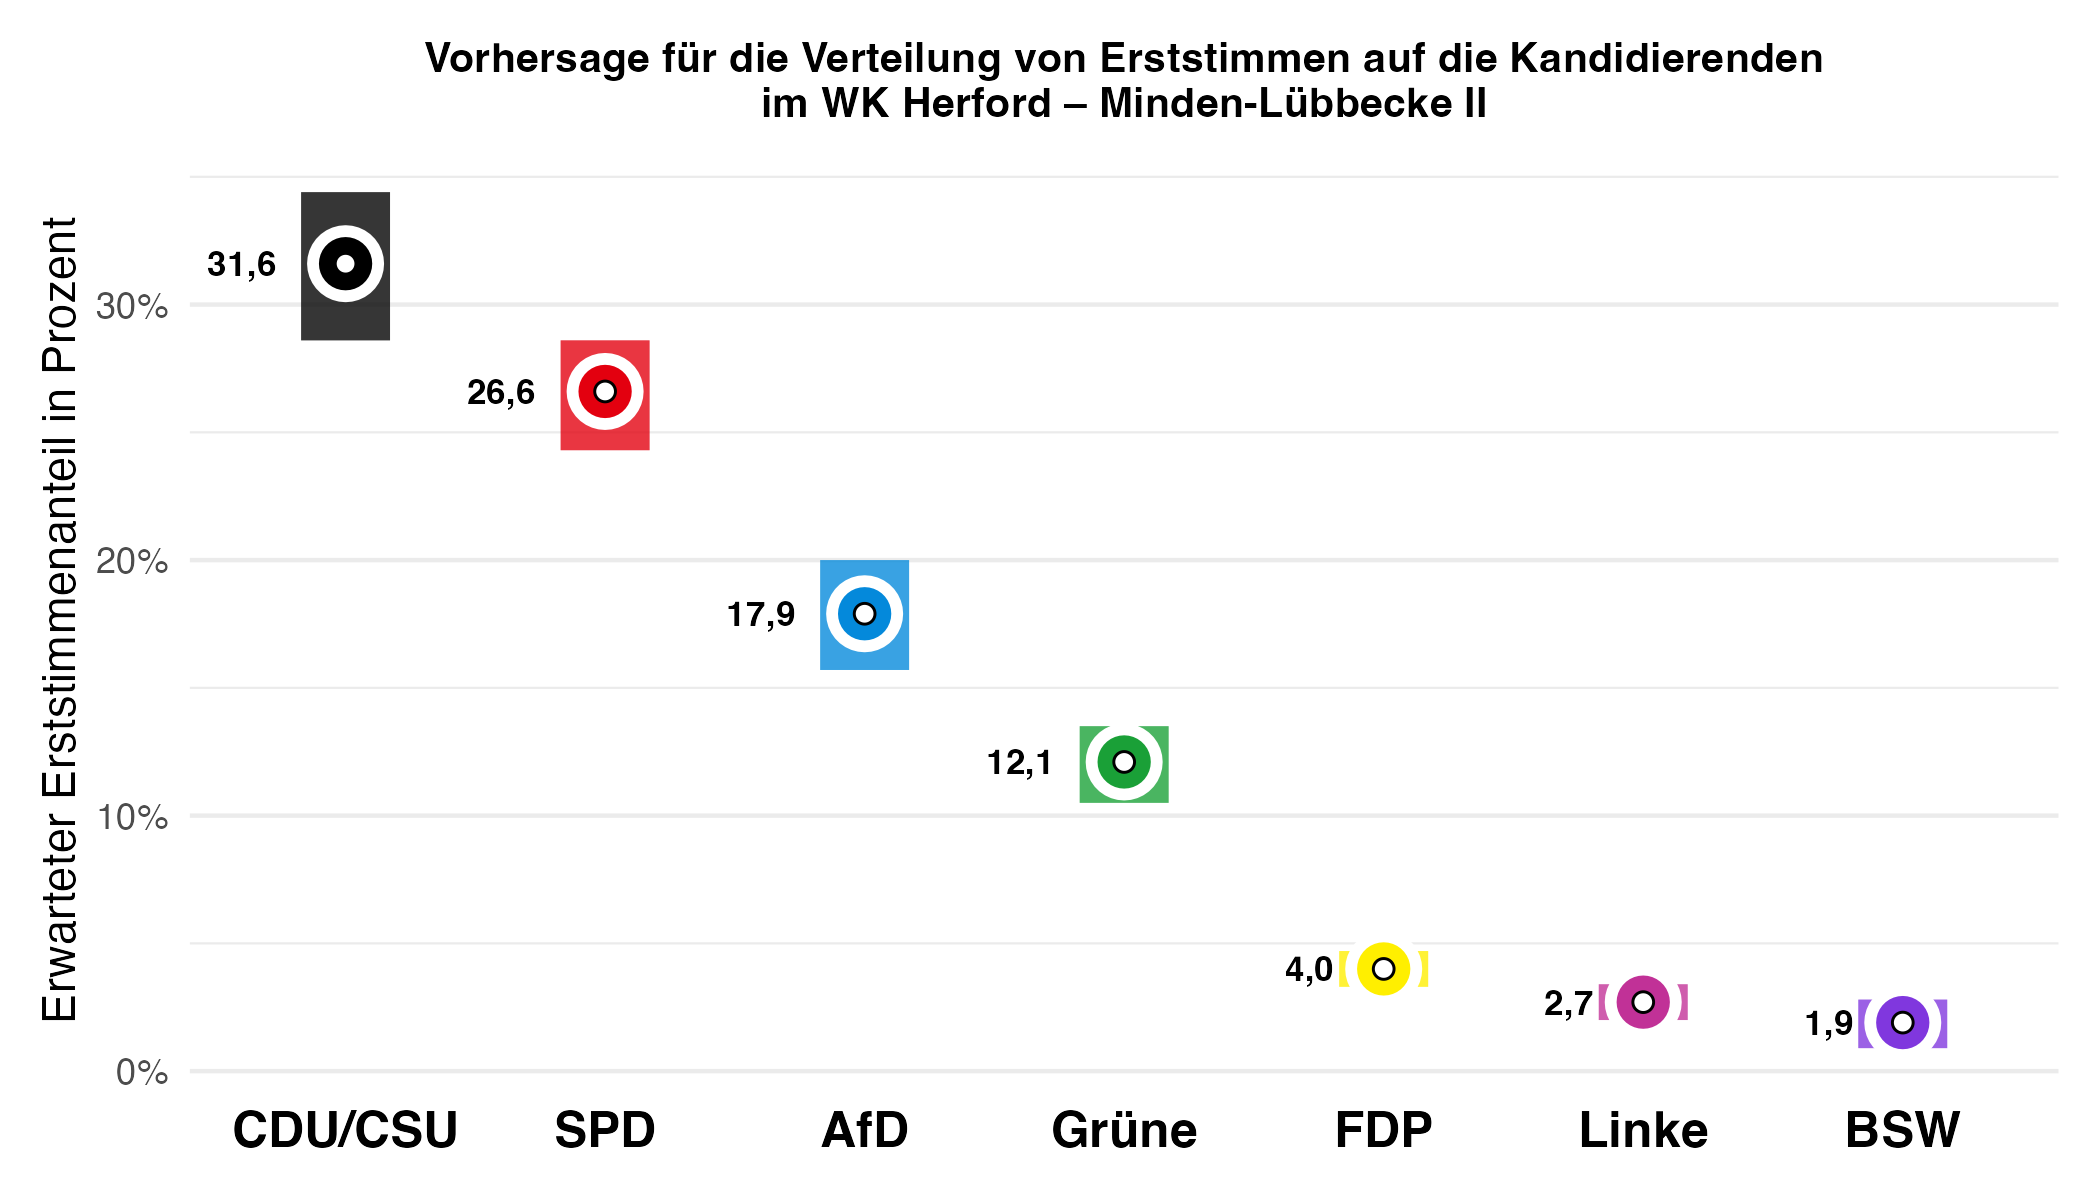 Vorhersage für die Verteilung von Erststimmen auf die Kandidierenden
im WK Herford – Minden-Lübbecke II
Erwarteter Erststimmenanteil in Prozent
30%
20%
10%
0%
31,6
26,6
17,9
12,1
4,0
2,7
1,9
CDU/CSU
SPD
AfD
Grüne
FDP
Linke
BSW